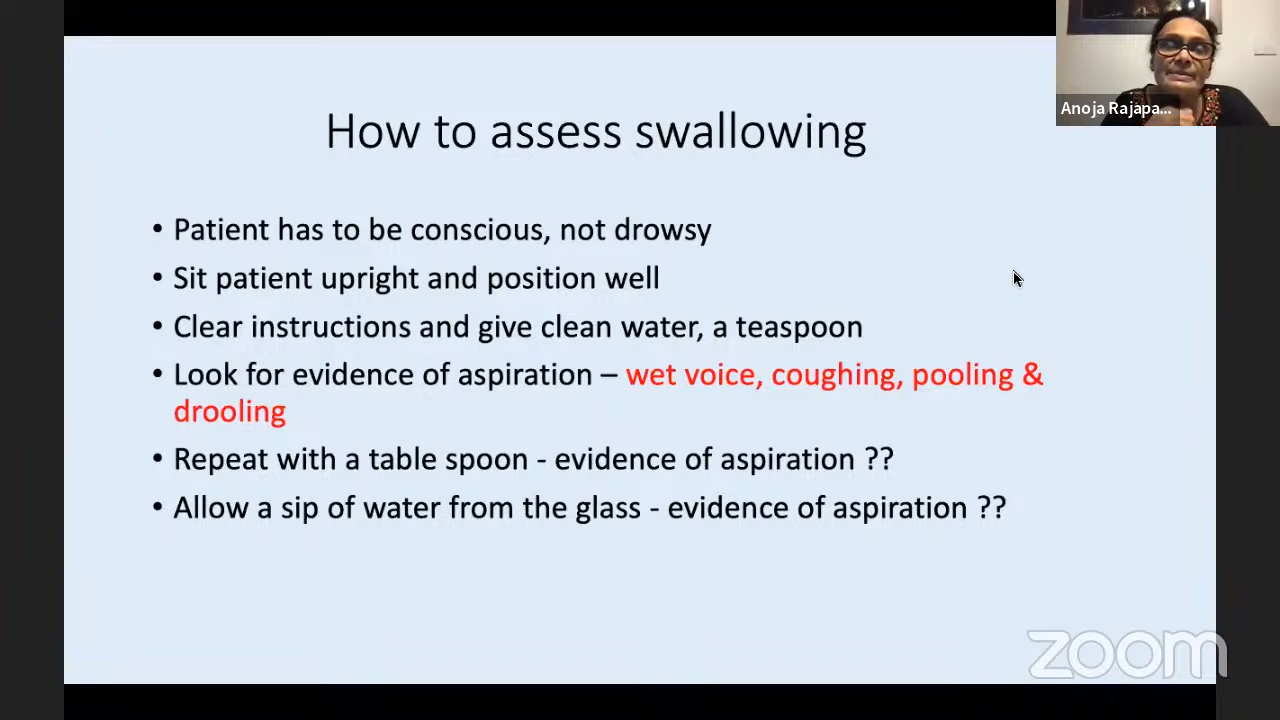 Anoja Rajapa...
How to assess swallowing
• Patient has to be conscious, not drowsy
• Sit patient upright and position well
• Clear instructions and give clean water, a teaspoon
• Look for evidence of aspiration – wet voice, coughing, pooling &
drooling
• Repeat with a table spoon - evidence of aspiration ??
• Allow a sip of water from the glass - evidence of aspiration ??
zoom